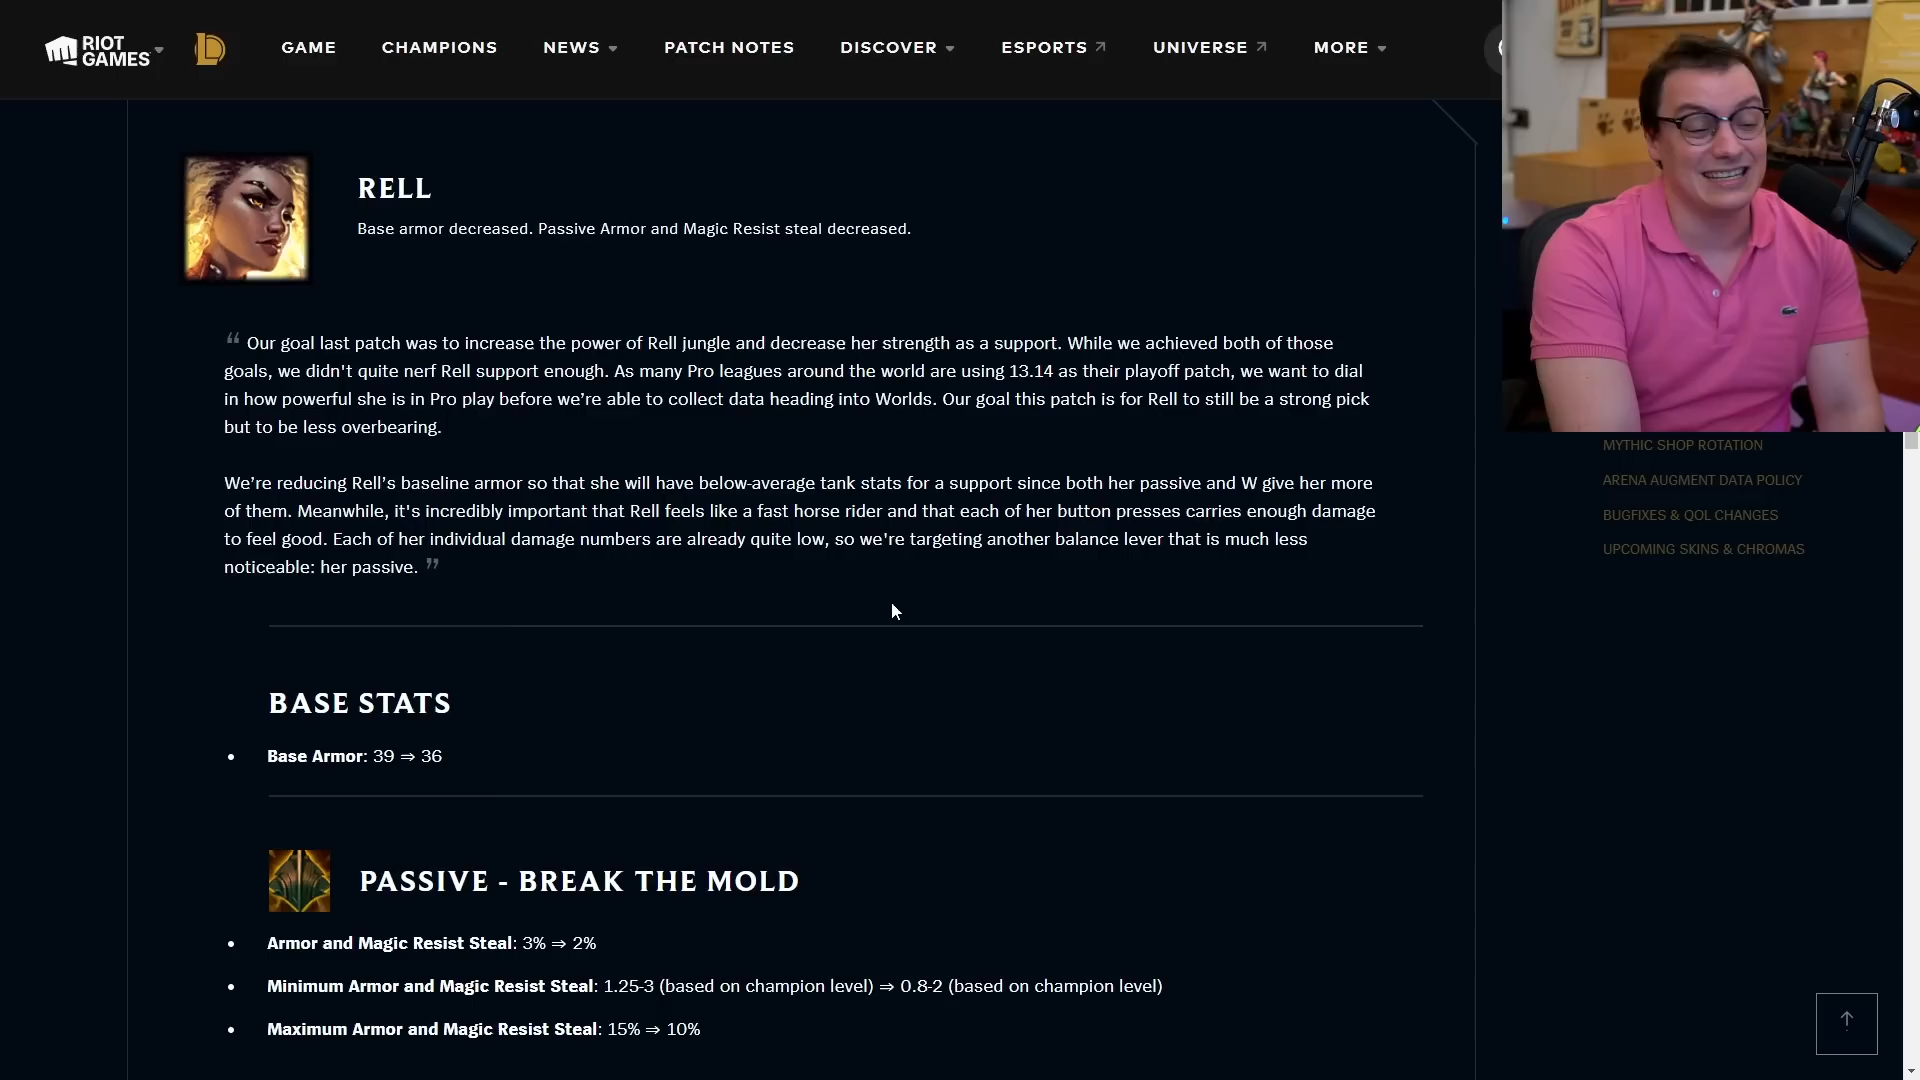 RIOT GAMES
GAME
CHAMPIONS
NEWS
PATCH NOTES
DISCOVER
ESPORTS
UNIVERSE
MORE
RELL
Base armor decreased. Passive Armor and Magic Resist steal decreased.
“ Our goal last patch was to increase the power of Rell jungle and decrease her strength as a support. While we achieved both of those
goals, we didn't quite nerf Rell support enough. As many Pro leagues around the world are using 13.14 as their playoff patch, we want to dial
in how powerful she is in Pro play before we’re able to collect data heading into Worlds. Our goal this patch is for Rell to still be a strong pick
but to be less overbearing.
We’re reducing Rell’s baseline armor so that she will have below-average tank stats for a support since both her passive and W give her more
of them. Meanwhile, it's incredibly important that Rell feels like a fast horse rider and that each of her button presses carries enough damage
to feel good. Each of her individual damage numbers are already quite low, so we're targeting another balance lever that is much less
noticeable: her passive. ”
BASE STATS
• Base Armor: 39 ⇒ 36
PASSIVE - BREAK THE MOLD
• Armor and Magic Resist Steal: 3% ⇒ 2%
• Minimum Armor and Magic Resist Steal: 1.25-3 (based on champion level) ⇒ 0.8-2 (based on champion level)
• Maximum Armor and Magic Resist Steal: 15% ⇒ 10%
MYTHIC SHOP ROTATION
ARENA AUGMENT DATA POLICY
BUGFIXES & QOL CHANGES
UPCOMING SKINS & CHROMAS